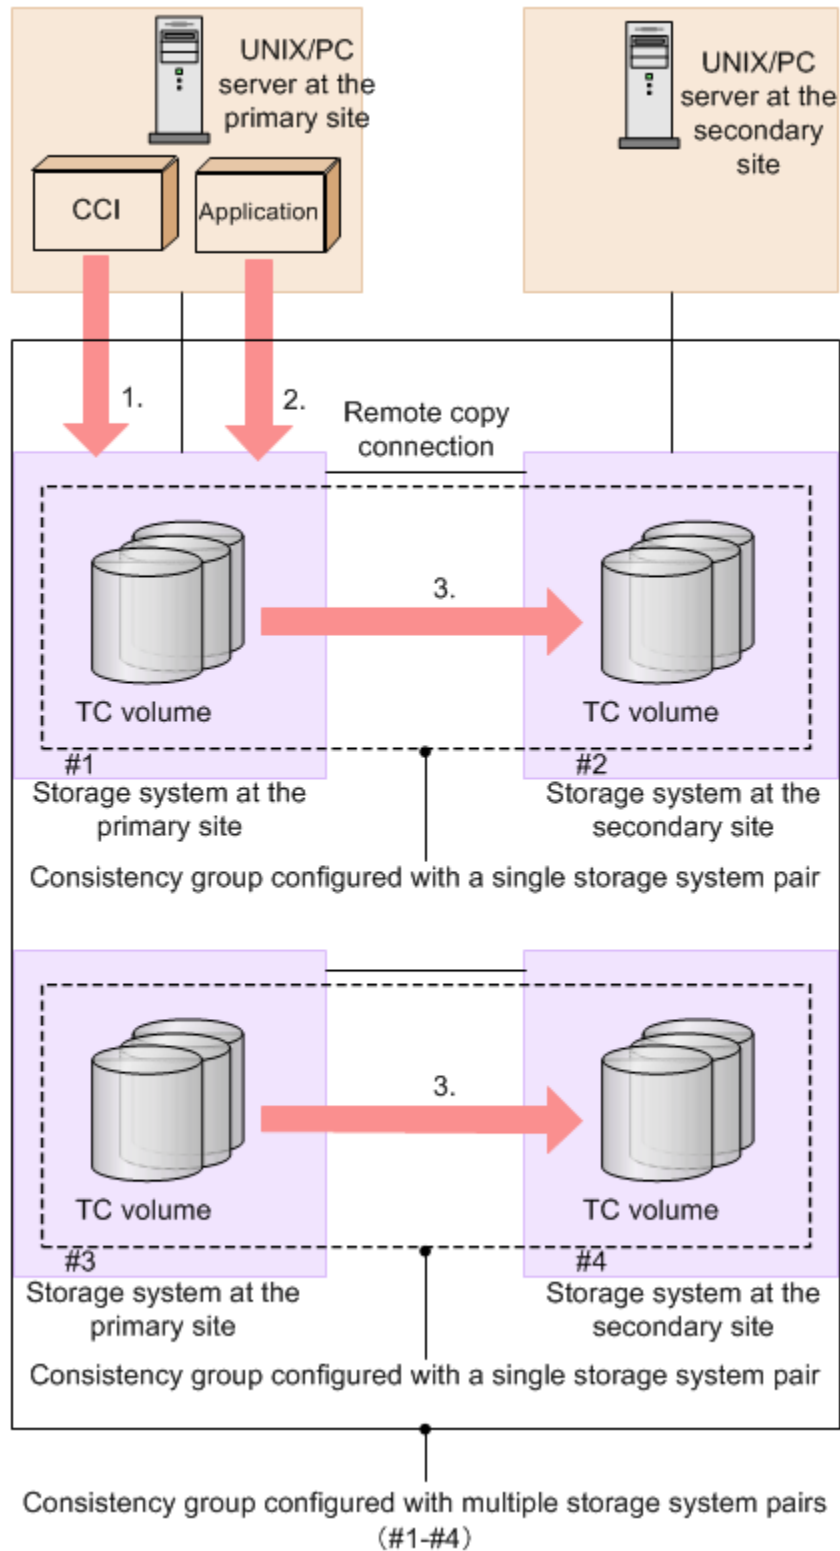 UNIX/PC
server at the
primary site
UNIX/PC
server at the
secondary
site
CCI
Application
1.
2.
Remote copy
connection
3.
TC volume
TC volume
#1
#2
Storage system at the
primary site
Storage system at the
secondary site
Consistency group configured with a single storage system pair
3.
TC volume
TC volume
#3
#4
Storage system at the
primary site
Storage system at the
secondary site
Consistency group configured with a single storage system pair
Consistency group configured with multiple storage system pairs
(#1-#4)